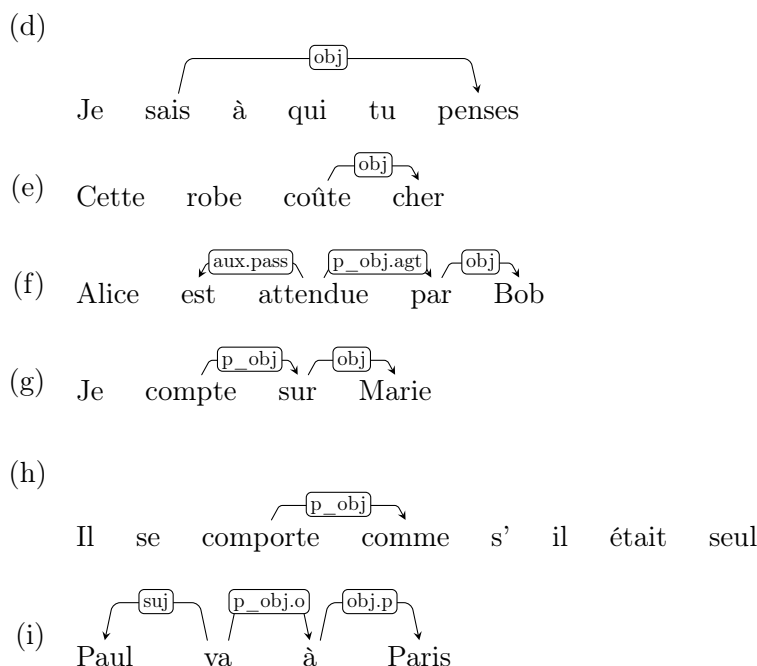 (d)
obj
Je sais à qui tu penses
obj
(e) Cette robe coûte cher
aux.pass p_obj.agt obj
(f) Alice est attendue par Bob
p_obj obj
(g) Je compte sur Marie
(h)
p_obj
Il se comporte comme s' il était seul
suj p_obj.o obj.p
(i) Paul va à Paris